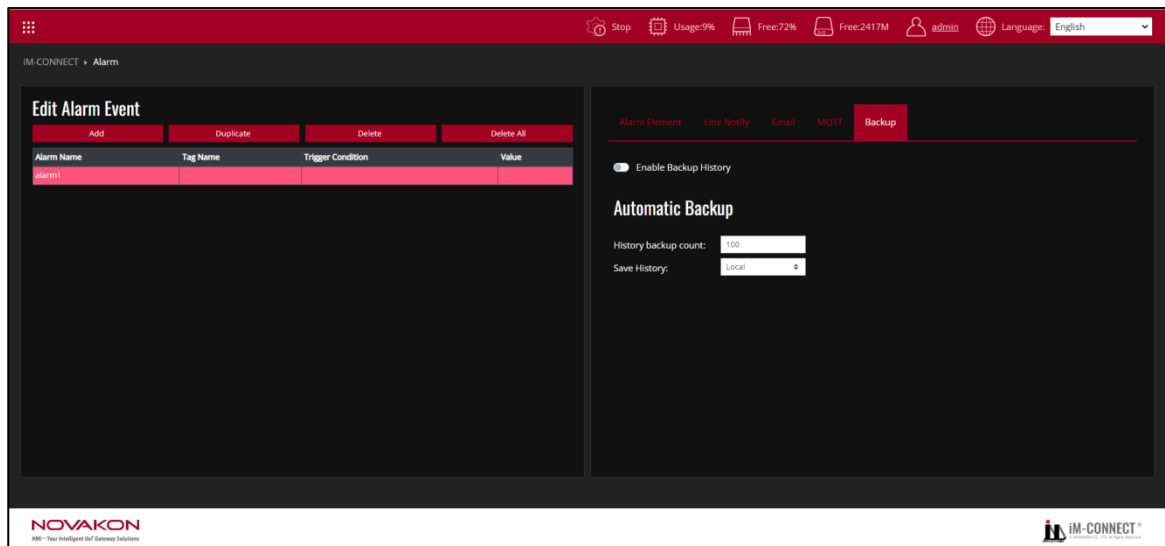 Stop Usage:9% Free:72% Free:2417M admin Language: English
iM-CONNECT ▸ Alarm
Edit Alarm Event
Add Duplicate Delete Delete All
Alarm Name Tag Name Trigger Condition Value
alarm1
Alarm Element Line Notify Email MQTT Backup
Enable Backup History
Automatic Backup
History backup count: 100
Save History: Local
NOVAKON
HMI – Your Intelligent IIoT Gateway Solutions
iM-CONNECT®